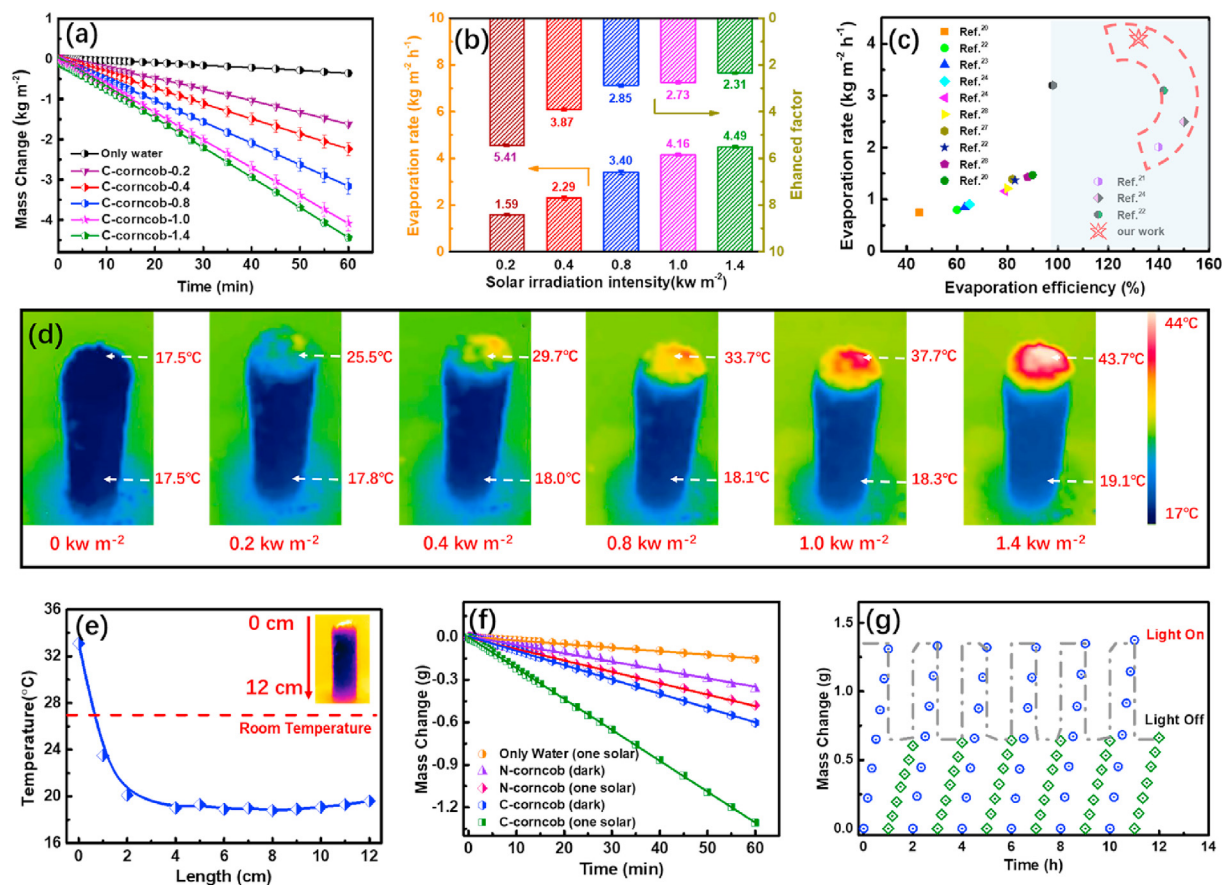 (a)
Mass Change (kg m⁻²)
1
0
-1
-2
-3
-4
Only water
C-corncob-0.2
C-corncob-0.4
C-corncob-0.8
C-corncob-1.0
C-corncob-1.4
0 10 20 30 40 50 60
Time (min)
(b)
Evaporation rate (kg m⁻² h⁻¹)
10
8
6
4
2
0
5.41
3.87
2.85
2.73
2.31
1.59
2.29
3.40
4.16
4.49
0.2 0.4 0.8 1.0 1.4
Solar irradiation intensity(kw m⁻²)
0
2
4
6
8
10
Ehanced factor
(c)
Evaporation rate (kg m⁻² h⁻¹)
4
3
2
1
0
Ref.²⁰
Ref.²²
Ref.²³
Ref.²⁴
Ref.²⁴
Ref.²⁸
Ref.²⁷
Ref.²²
Ref.²⁸
Ref.²⁰
Ref.²¹
Ref.²⁴
Ref.²²
our work
40 60 80 100 120 140 160
Evaporation efficiency (%)
(d)
17.5°C
25.5°C
29.7°C
33.7°C
37.7°C
43.7°C
44°C
17.5°C
17.8°C
18.0°C
18.1°C
18.3°C
19.1°C
17°C
0 kw m⁻²
0.2 kw m⁻²
0.4 kw m⁻²
0.8 kw m⁻²
1.0 kw m⁻²
1.4 kw m⁻²
(e)
Temperature(°C)
36
32
28
24
20
16
0 cm
12 cm
Room Temperature
0 2 4 6 8 10 12
Length (cm)
(f)
Mass Change (g)
0.0
-0.3
-0.6
-0.9
-1.2
Only Water (one solar)
N-corncob (dark)
N-corncob (one solar)
C-corncob (dark)
C-corncob (one solar)
0 10 20 30 40 50 60
Time (min)
(g)
Mass Change (g)
1.5
1.0
0.5
0.0
Light On
Light Off
0 2 4 6 8 10 12 14
Time (h)